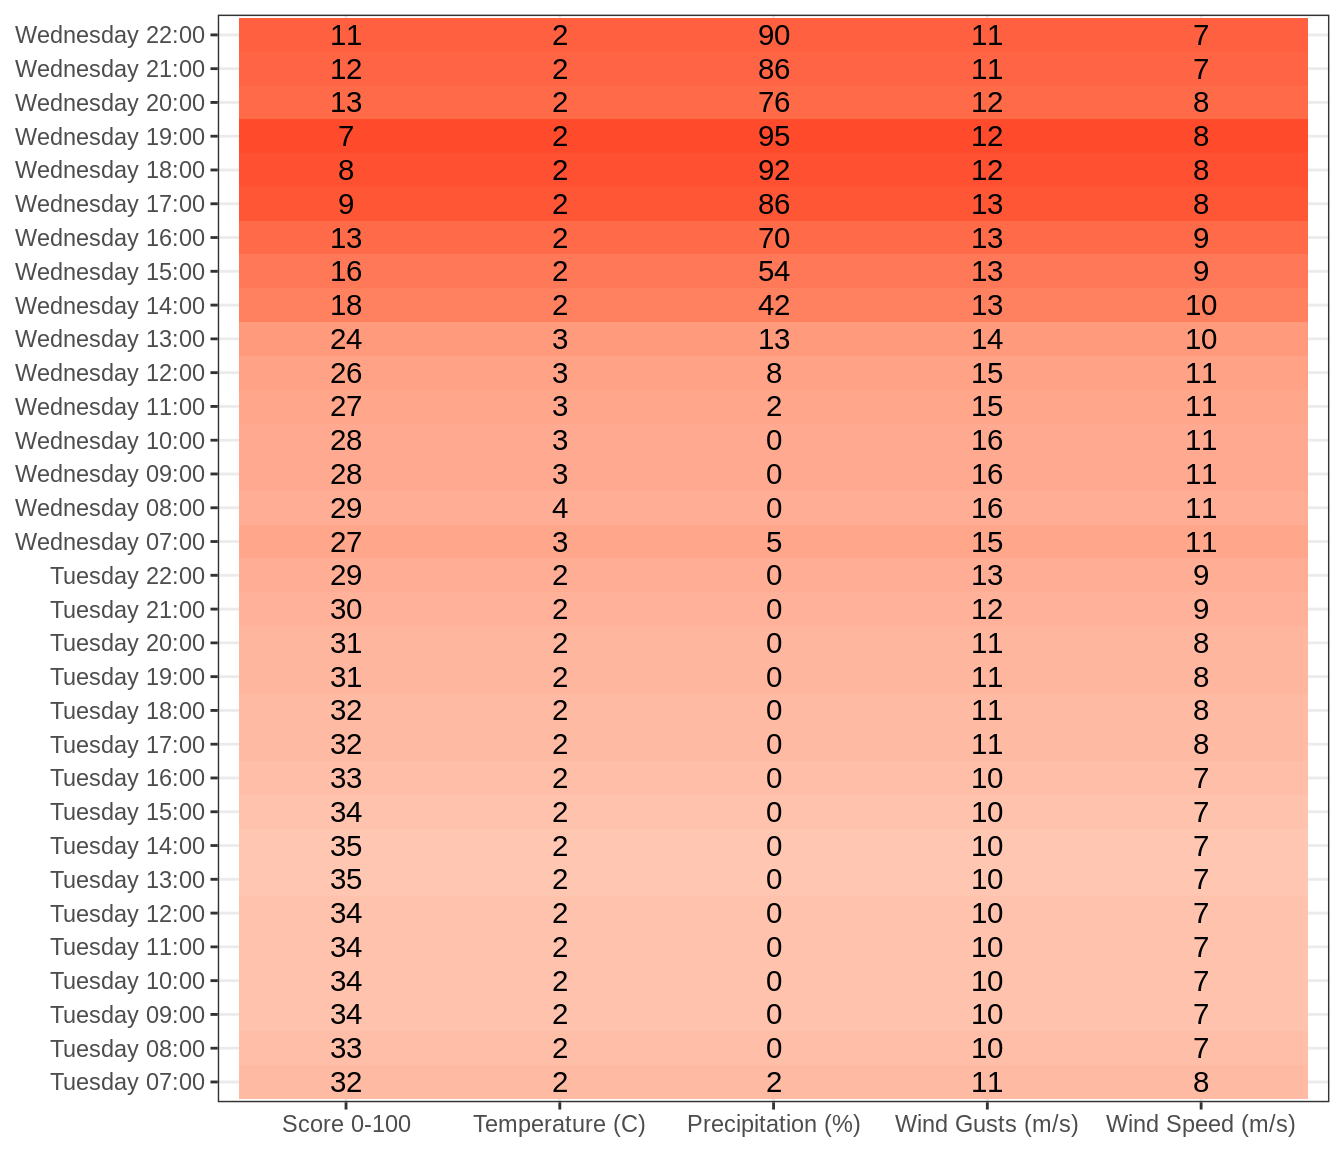 Wednesday 22:00 11 2 90 11 7
Wednesday 21:00 12 2 86 11 7
Wednesday 20:00 13 2 76 12 8
Wednesday 19:00 7 2 95 12 8
Wednesday 18:00 8 2 92 12 8
Wednesday 17:00 9 2 86 13 8
Wednesday 16:00 13 2 70 13 9
Wednesday 15:00 16 2 54 13 9
Wednesday 14:00 18 2 42 13 10
Wednesday 13:00 24 3 13 14 10
Wednesday 12:00 26 3 8 15 11
Wednesday 11:00 27 3 2 15 11
Wednesday 10:00 28 3 0 16 11
Wednesday 09:00 28 3 0 16 11
Wednesday 08:00 29 4 0 16 11
Wednesday 07:00 27 3 5 15 11
Tuesday 22:00 29 2 0 13 9
Tuesday 21:00 30 2 0 12 9
Tuesday 20:00 31 2 0 11 8
Tuesday 19:00 31 2 0 11 8
Tuesday 18:00 32 2 0 11 8
Tuesday 17:00 32 2 0 11 8
Tuesday 16:00 33 2 0 10 7
Tuesday 15:00 34 2 0 10 7
Tuesday 14:00 35 2 0 10 7
Tuesday 13:00 35 2 0 10 7
Tuesday 12:00 34 2 0 10 7
Tuesday 11:00 34 2 0 10 7
Tuesday 10:00 34 2 0 10 7
Tuesday 09:00 34 2 0 10 7
Tuesday 08:00 33 2 0 10 7
Tuesday 07:00 32 2 2 11 8
Score 0-100 Temperature (C) Precipitation (%) Wind Gusts (m/s) Wind Speed (m/s)